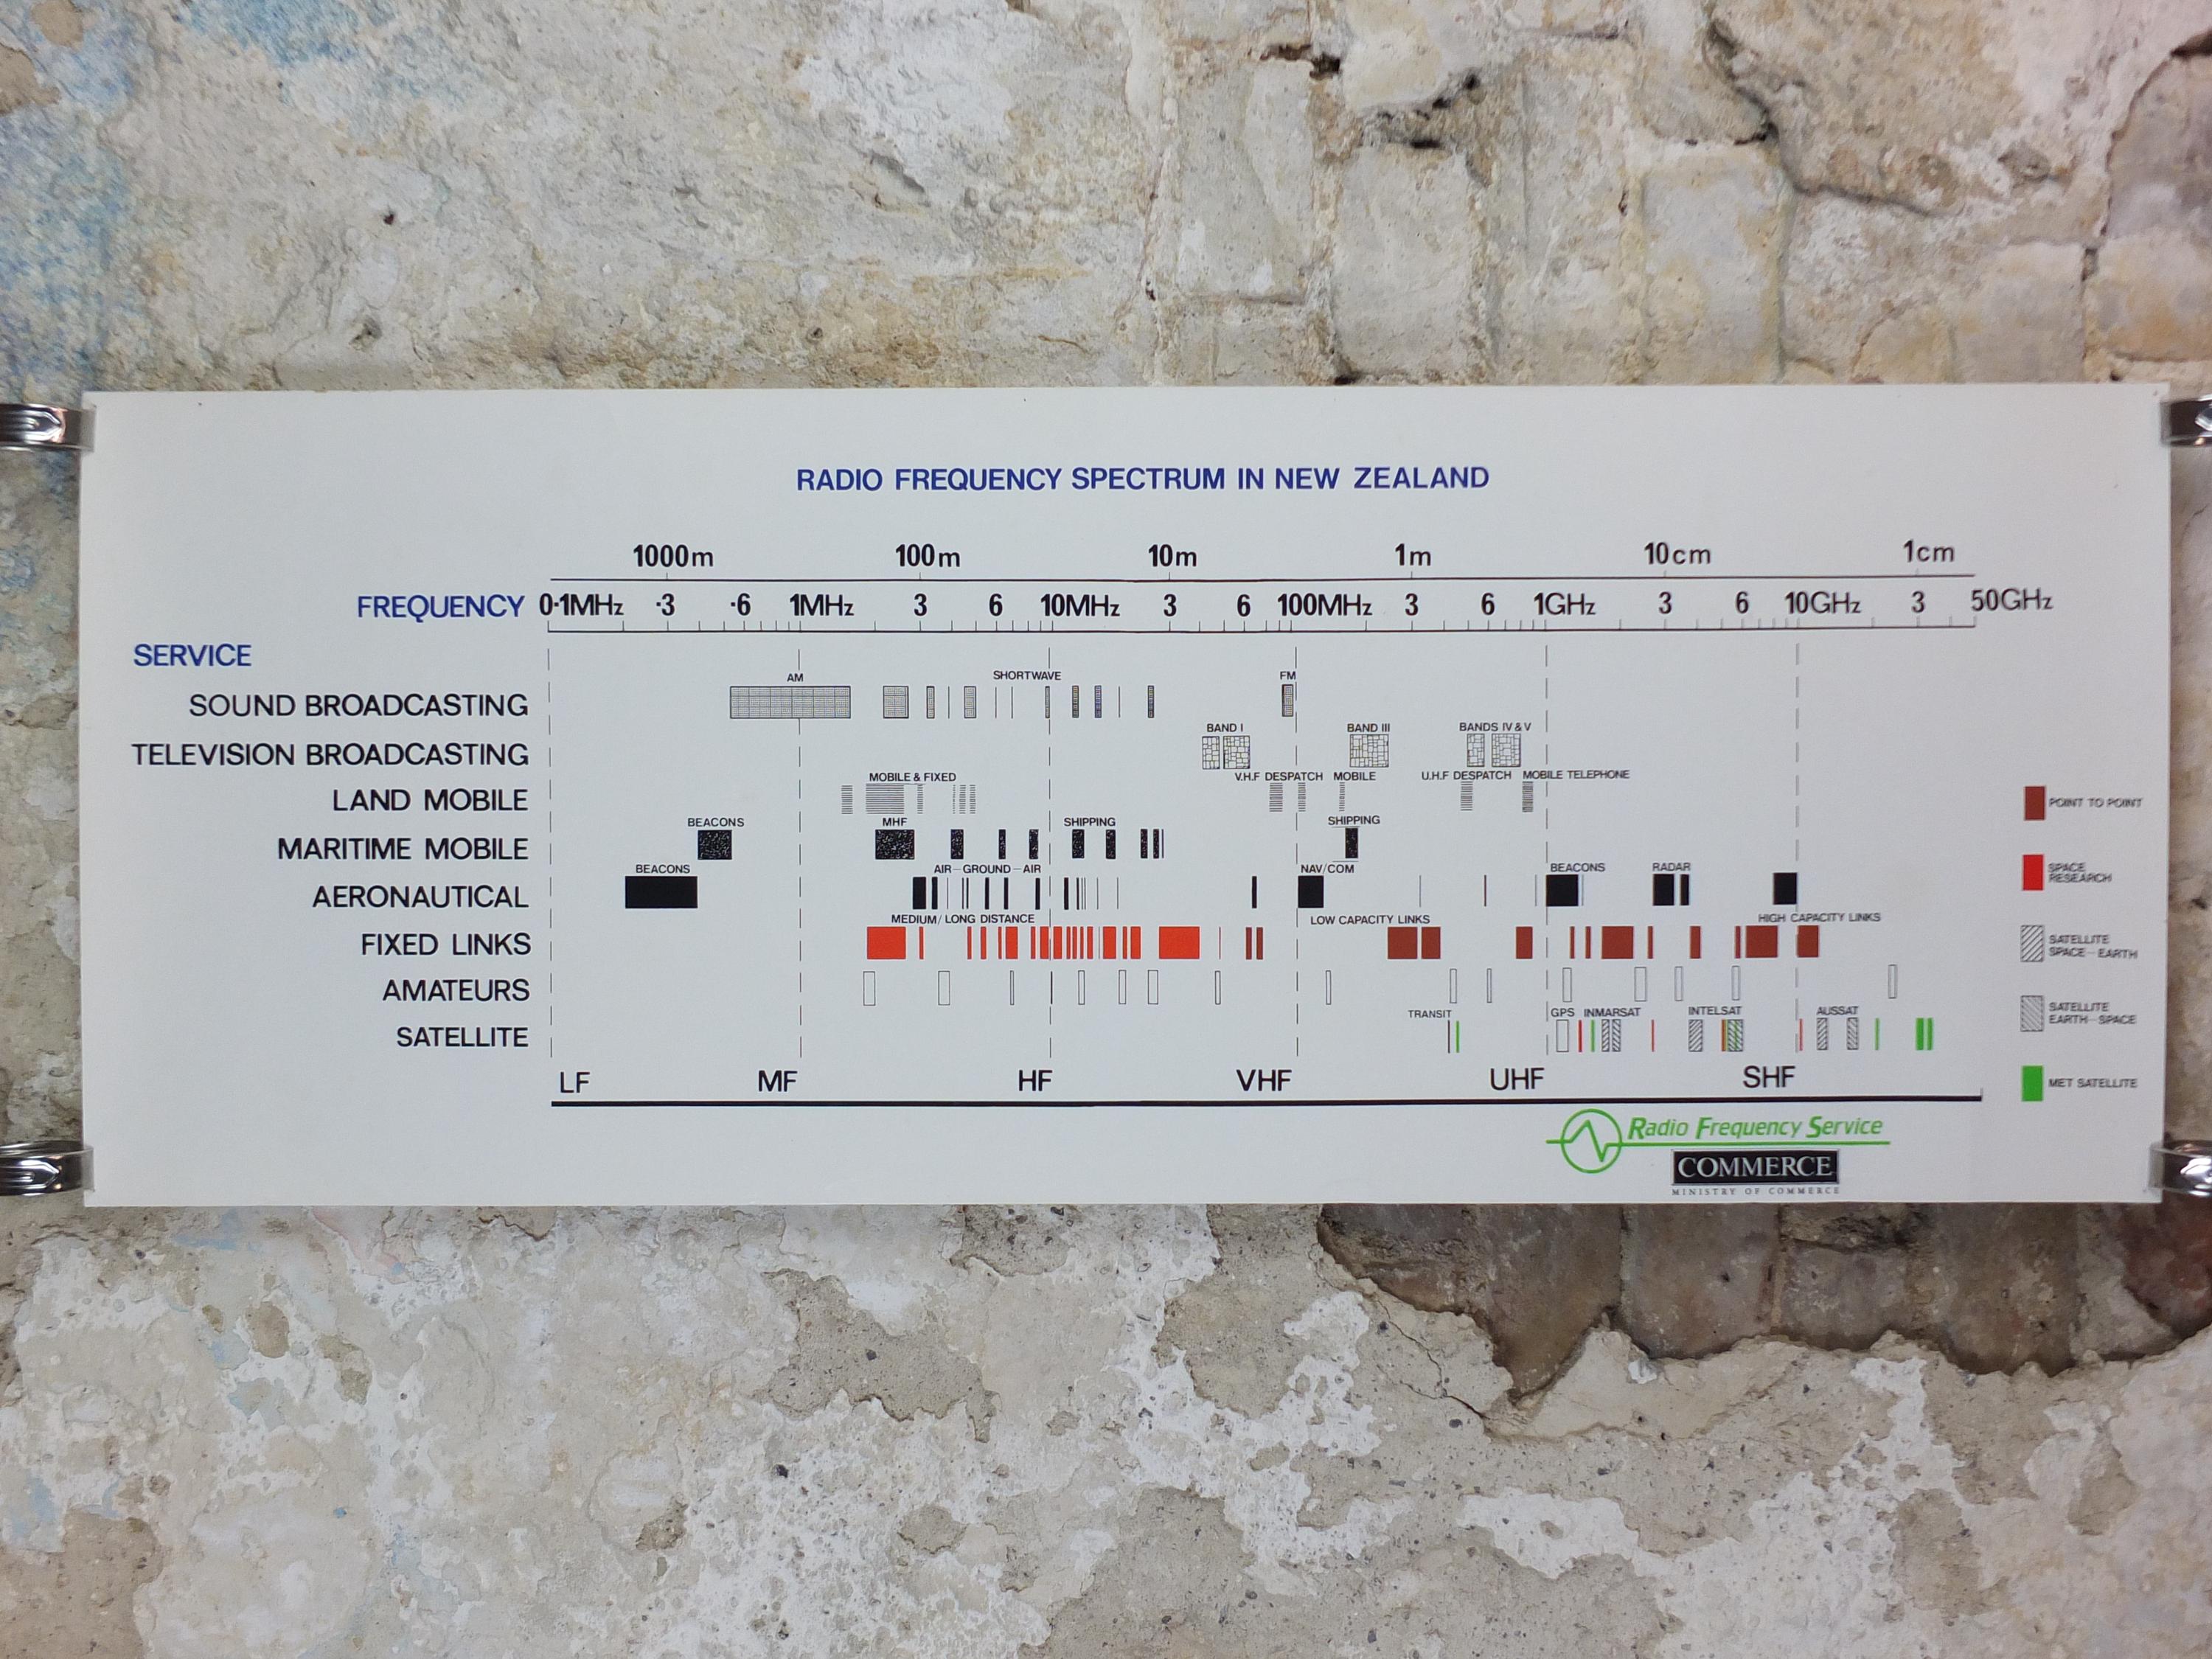 RADIO FREQUENCY SPECTRUM IN NEW ZEALAND
1000m 100m 10m 1m 10cm 1cm
FREQUENCY 0·1MHz ·3 ·6 1MHz 3 6 10MHz 3 6 100MHz 3 6 1GHz 3 6 10GHz 3 50GHz
SERVICE
AM SHORTWAVE FM
SOUND BROADCASTING
BAND I BAND III BANDS IV & V
TELEVISION BROADCASTING
MOBILE & FIXED V.H.F DESPATCH MOBILE U.H.F DESPATCH MOBILE TELEPHONE
LAND MOBILE
POINT TO POINT
BEACONS MHF SHIPPING SHIPPING
MARITIME MOBILE
BEACONS AIR-GROUND-AIR NAV/COM BEACONS RADAR
SPACE
RESEARCH
AERONAUTICAL
MEDIUM/LONG DISTANCE LOW CAPACITY LINKS HIGH CAPACITY LINKS
FIXED LINKS
SATELLITE
SPACE-EARTH
AMATEURS
TRANSIT GPS INMARSAT INTELSAT AUSSAT
SATELLITE
EARTH-SPACE
SATELLITE
LF MF HF VHF UHF SHF
MET SATELLITE
Radio Frequency Service
COMMERCE
MINISTRY OF COMMERCE